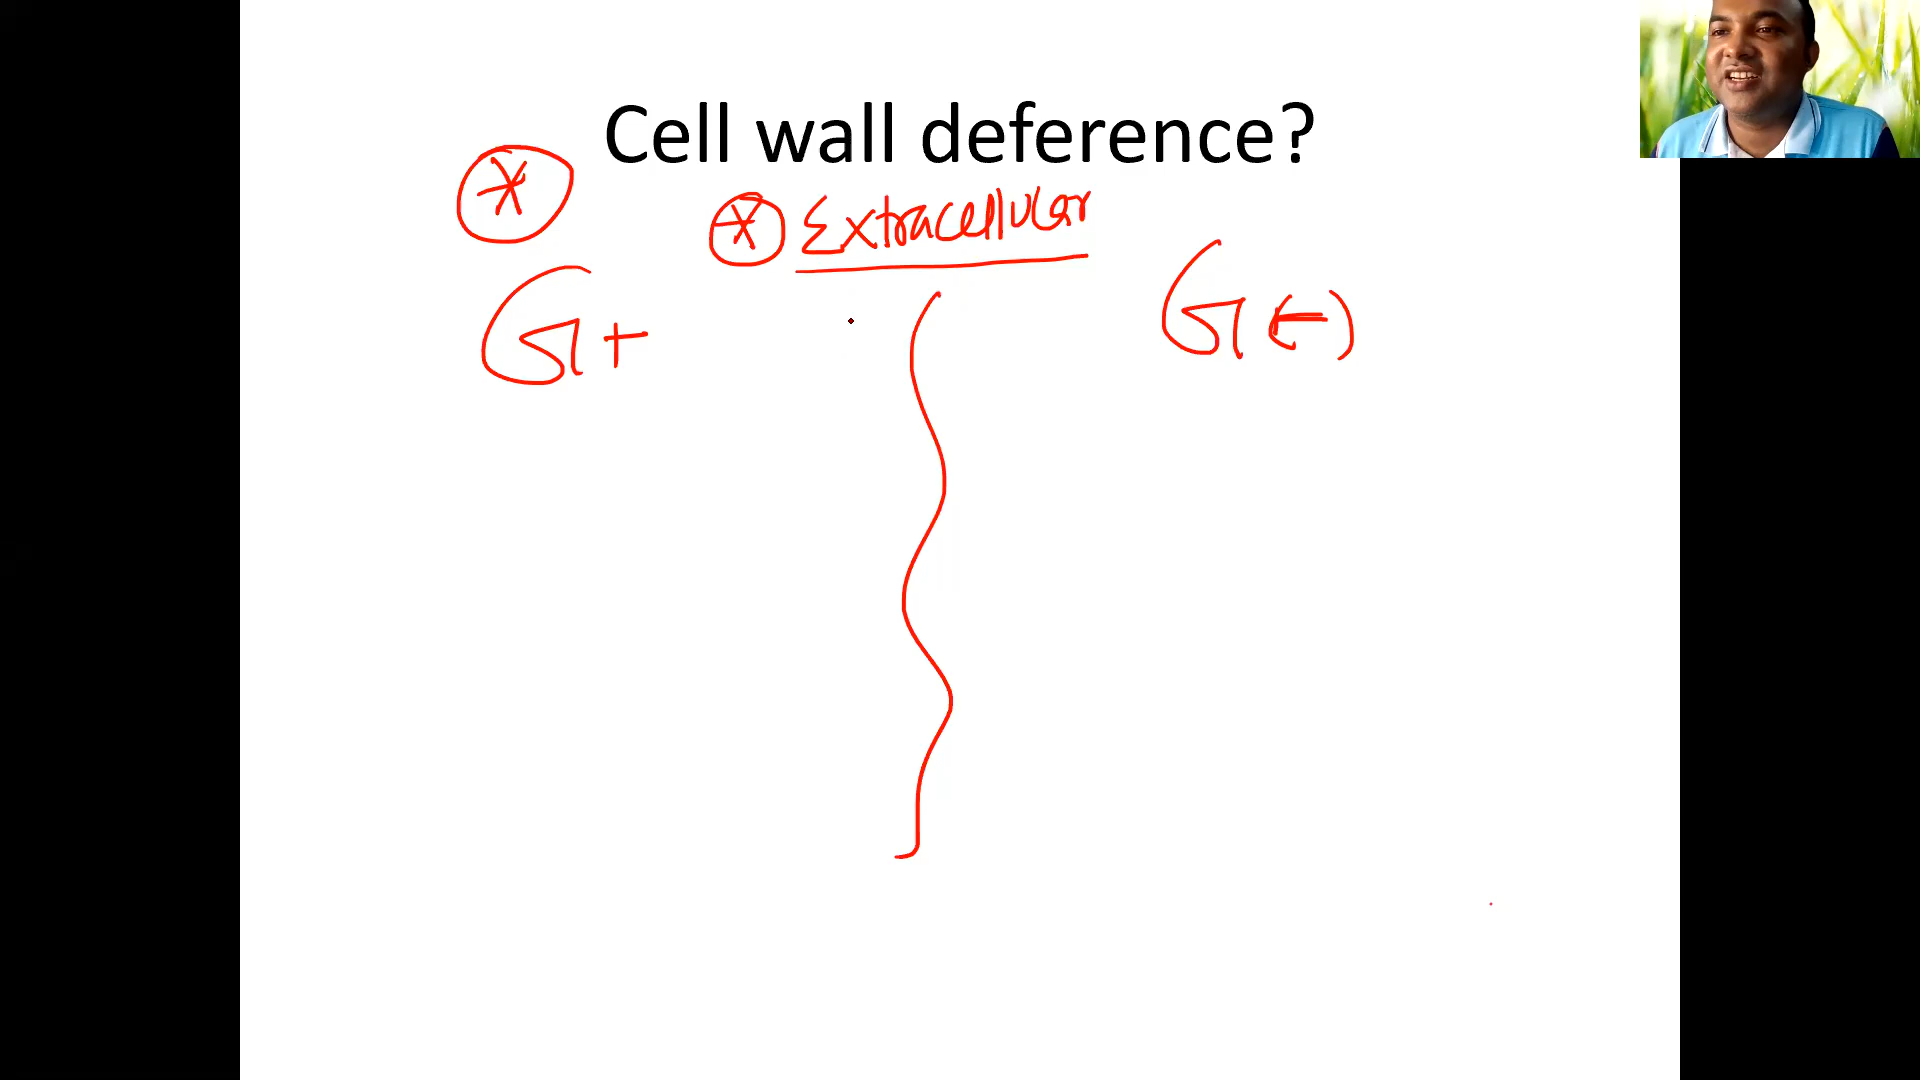 Cell wall deference?
* * Extracellular
G+ G(-)